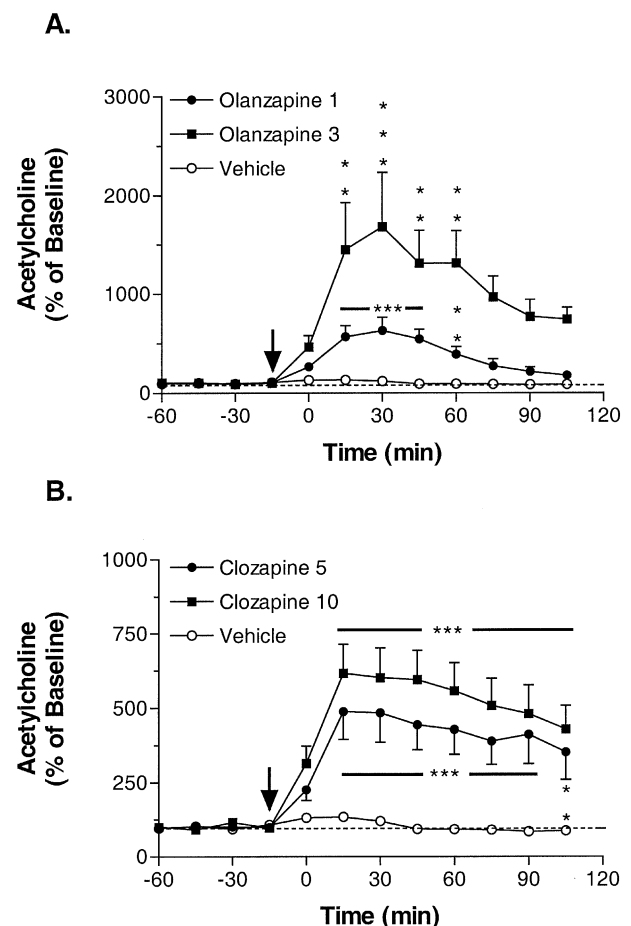 A.
3000
Olanzapine 1
Olanzapine 3
Vehicle
2000
1000
0
Acetylcholine
(% of Baseline)
*
*
*
*
*
*
*
*
*
***
*
*
-60
-30
0
30
60
90
120
Time (min)
B.
1000
Clozapine 5
Clozapine 10
Vehicle
750
500
250
0
Acetylcholine
(% of Baseline)
***
***
*
*
-60
-30
0
30
60
90
120
Time (min)